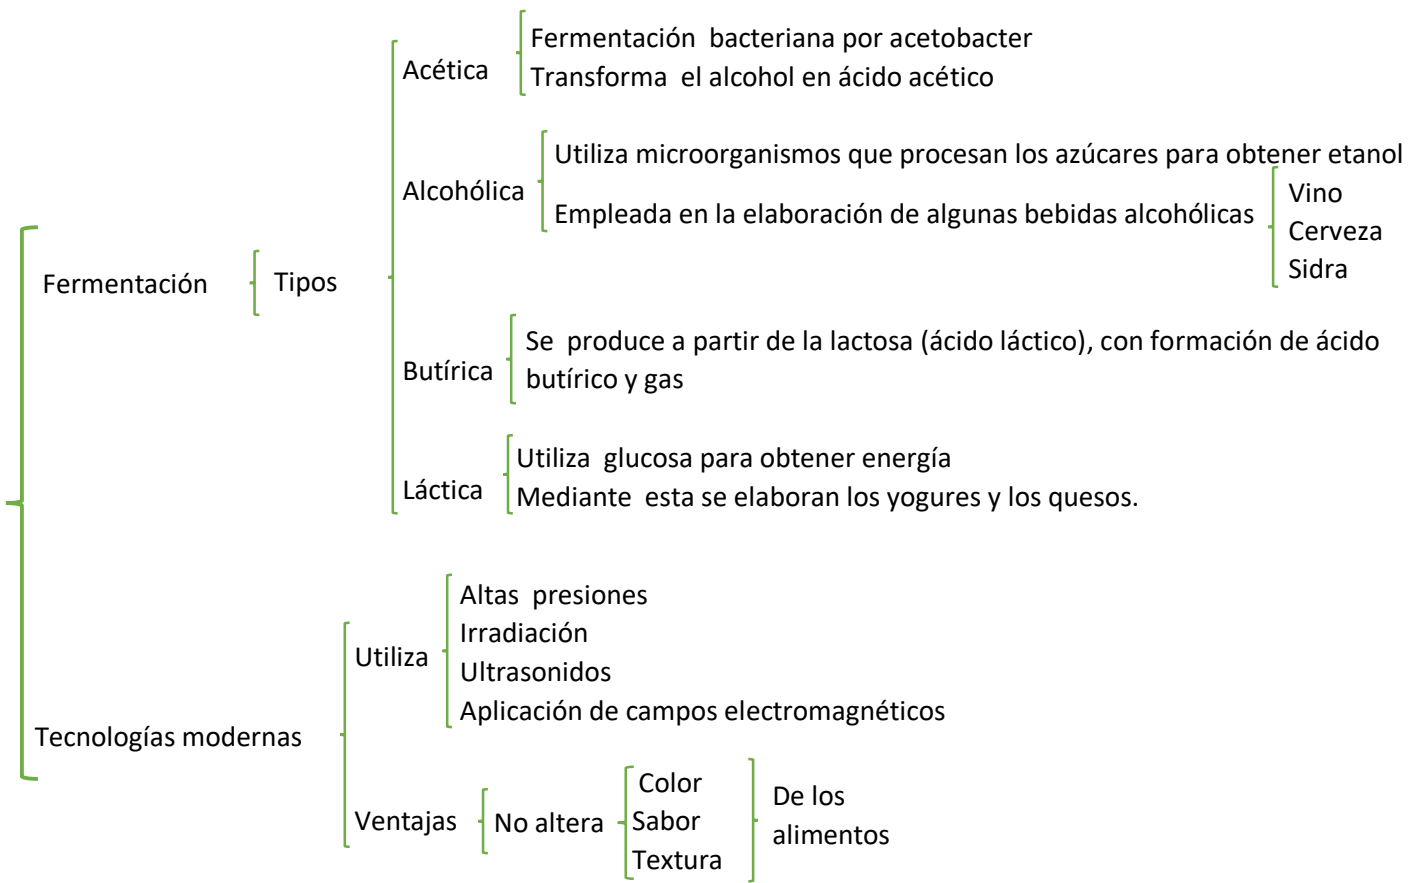 Fermentación
Tipos
Acética
Fermentación bacteriana por acetobacter
Transforma el alcohol en ácido acético
Alcohólica
Utiliza microorganismos que procesan los azúcares para obtener etanol
Empleada en la elaboración de algunas bebidas alcohólicas
Vino
Cerveza
Sidra
Butírica
Se produce a partir de la lactosa (ácido láctico), con formación de ácido
butírico y gas
Láctica
Utiliza glucosa para obtener energía
Mediante esta se elaboran los yogures y los quesos.
Tecnologías modernas
Utiliza
Altas presiones
Irradiación
Ultrasonidos
Aplicación de campos electromagnéticos
Ventajas
No altera
Color
Sabor
Textura
De los
alimentos